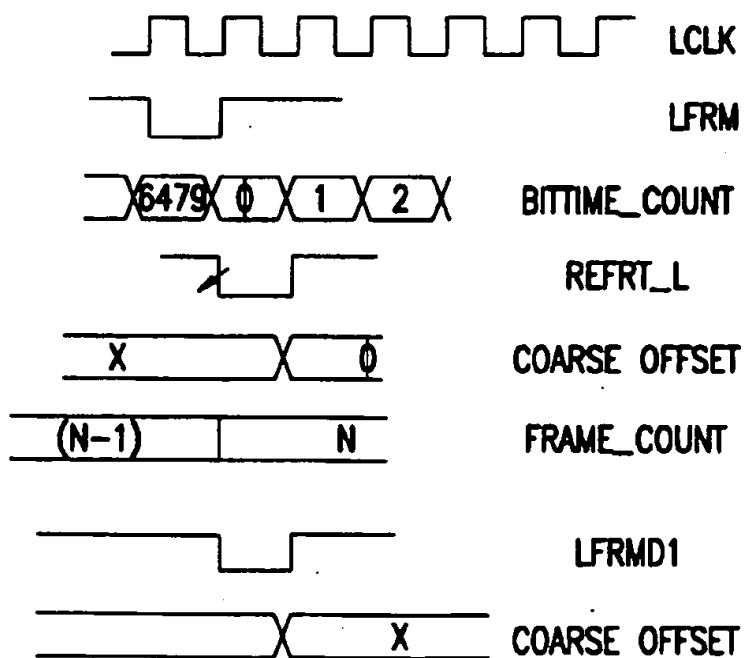 LCLK
LFRM
6479 0 1 2 BITTIME_COUNT
REFRT_L
X 0 COARSE OFFSET
(N-1) N FRAME_COUNT
LFRMD1
X COARSE OFFSET